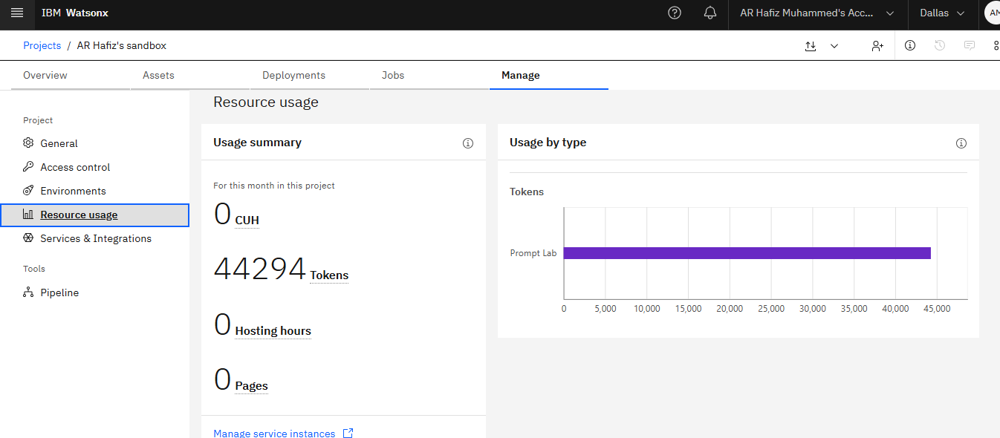 IBM Watsonx
AR Hafiz Muhammed's Acc...
Dallas
AM
Projects / AR Hafiz's sandbox
Overview
Assets
Deployments
Jobs
Manage
Project
General
Access control
Environments
Resource usage
Services & Integrations
Tools
Pipeline
Resource usage
Usage summary
For this month in this project
0 CUH
44294 Tokens
0 Hosting hours
0 Pages
Manage service instances
Usage by type
Tokens
Prompt Lab
0 5,000 10,000 15,000 20,000 25,000 30,000 35,000 40,000 45,000